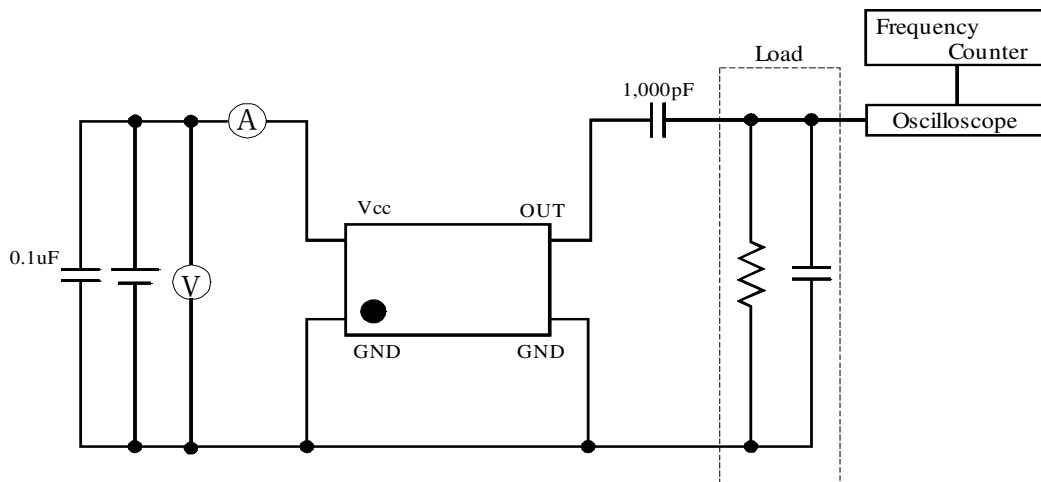 Frequency
Counter
Load
1,000pF
Oscilloscope
A
Vcc
OUT
0.1uF
V
GND
GND